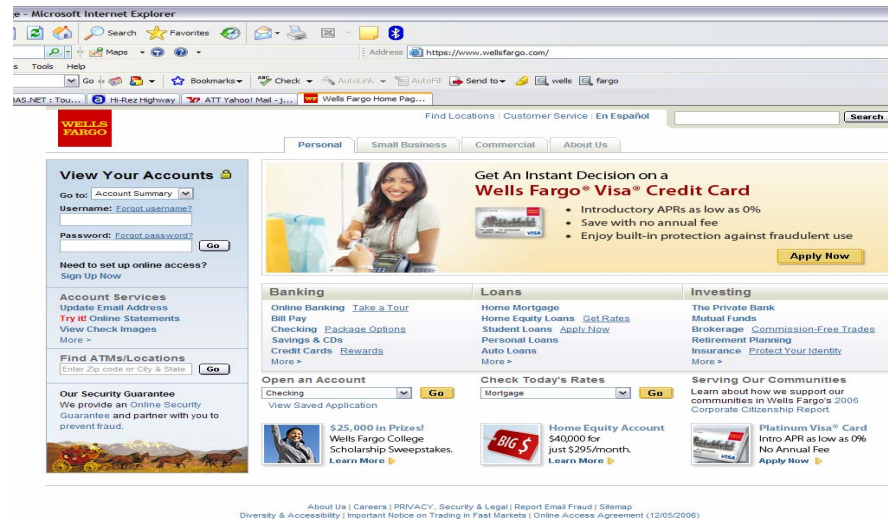 e - Microsoft Internet Explorer
Search Favorites
Maps Address https://www.wellsfargo.com/
s Tools Help
Go Bookmarks Check AutoLink AutoFill Send to wells fargo
BAS.NET : Tou... Hi-Rez Highway ATT Yahoo! Mail - j... Wells Fargo Home Pag...
WELLS
FARGO
Find Locations | Customer Service | En Español Search
Personal Small Business Commercial About Us
View Your Accounts
Go to: Account Summary
Username: Forgot username?
Password: Forgot password?
Go
Need to set up online access?
Sign Up Now
Get An Instant Decision on a
Wells Fargo® Visa® Credit Card
• Introductory APRs as low as 0%
• Save with no annual fee
• Enjoy built-in protection against fraudulent use
VISA
Apply Now
Account Services
Update Email Address
Try it! Online Statements
View Check Images
More >
Find ATMs/Locations
Enter Zip code or City & State Go
Our Security Guarantee
We provide an Online Security
Guarantee and partner with you to
prevent fraud.
Banking
Online Banking Take a Tour
Bill Pay
Checking Package Options
Savings & CDs
Credit Cards Rewards
More >
Loans
Home Mortgage
Home Equity Loans Get Rates
Student Loans Apply Now
Personal Loans
Auto Loans
More >
Investing
The Private Bank
Mutual Funds
Brokerage Commission-Free Trades
Retirement Planning
Insurance Protect Your Identity
More >
Open an Account
Checking Go
View Saved Application
Check Today's Rates
Mortgage Go
Serving Our Communities
Learn about how we support our
communities in Wells Fargo's 2006
Corporate Citizenship Report.
$25,000 in Prizes!
Wells Fargo College
Scholarship Sweepstakes.
Learn More
BIG $
Home Equity Account
$40,000 for
just $295/month.
Learn More
VISA
Platinum Visa® Card
Intro APR as low as 0%
No Annual Fee
Apply Now
About Us | Careers | PRIVACY, Security & Legal | Report Email Fraud | Sitemap
Diversity & Accessibility | Important Notice on Trading in Fast Markets | Online Access Agreement (12/05/2006)